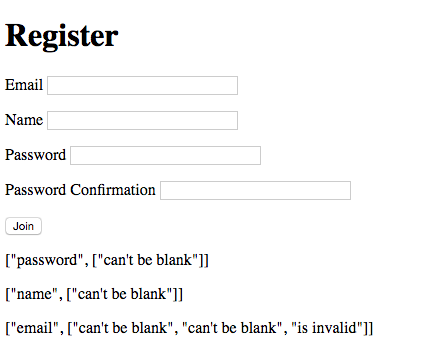 Register
Email
Name
Password
Password Confirmation
Join
["password", ["can't be blank"]]
["name", ["can't be blank"]]
["email", ["can't be blank", "can't be blank", "is invalid"]]